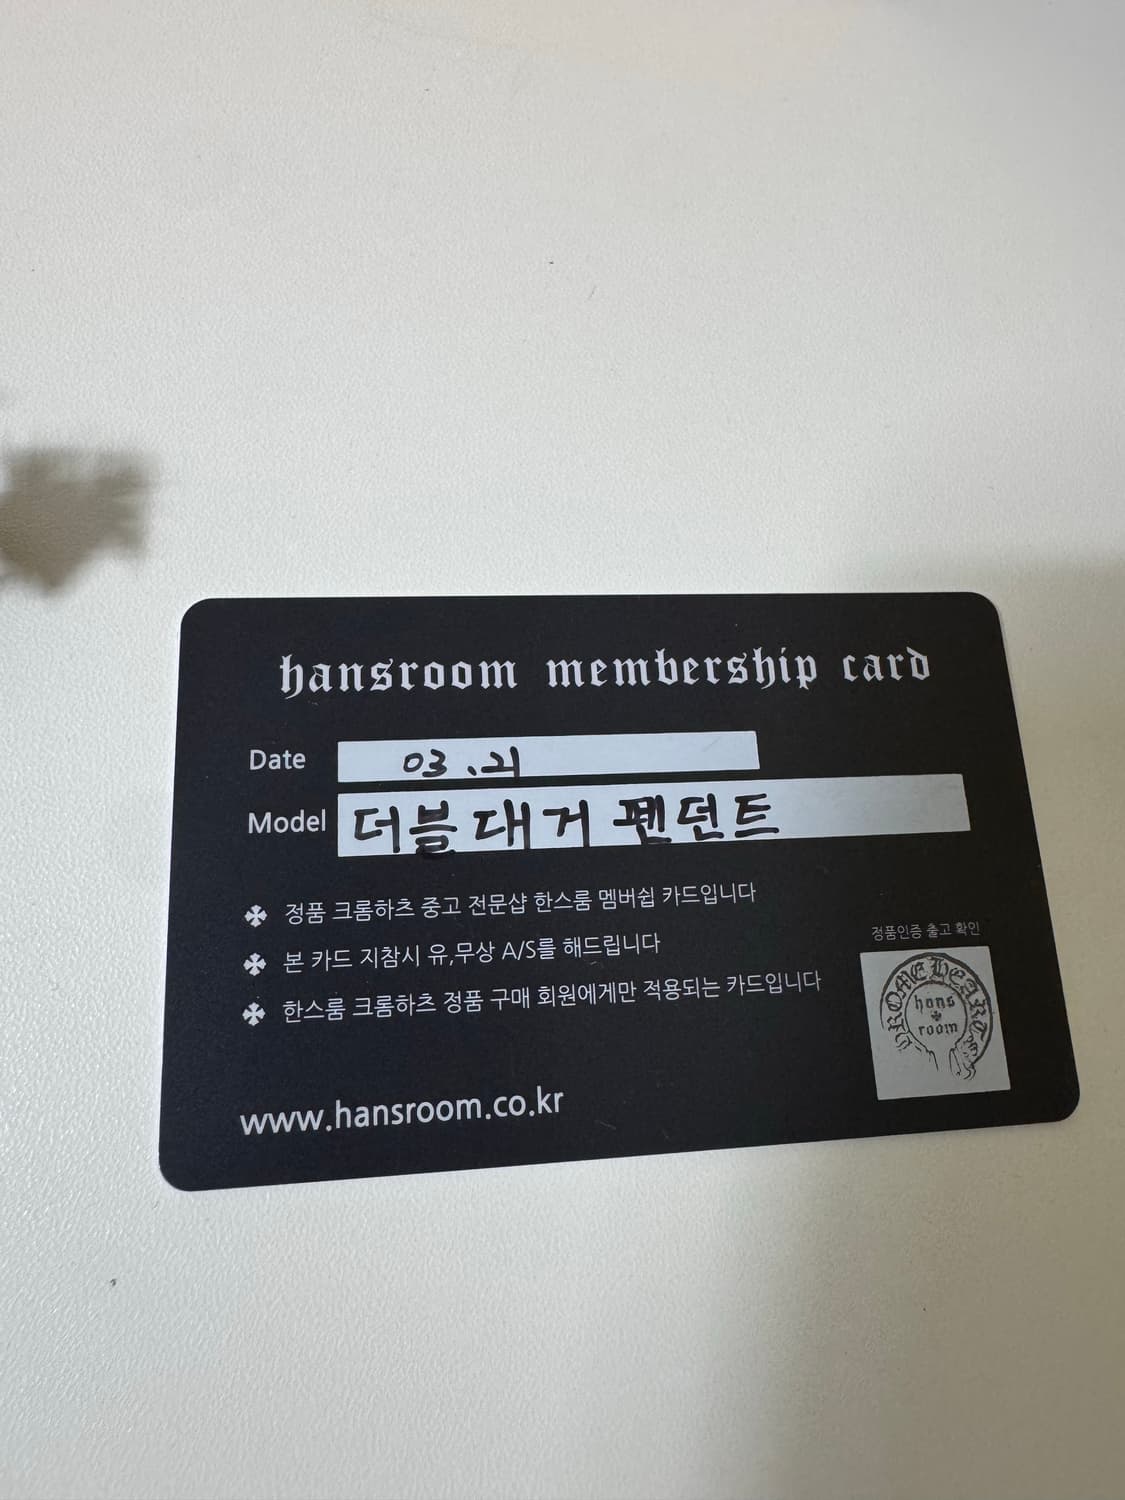 hansroom membership card
Date 03.21
Model 더블대거 펜던트
정품 크롬하츠 중고 전문샵 한스룸 멤버쉽 카드입니다
본 카드 지참시 유,무상 A/S를 해드립니다
한스룸 크롬하츠 정품 구매 회원에게만 적용되는 카드입니다
정품인증 출고 확인
hans
room
www.hansroom.co.kr